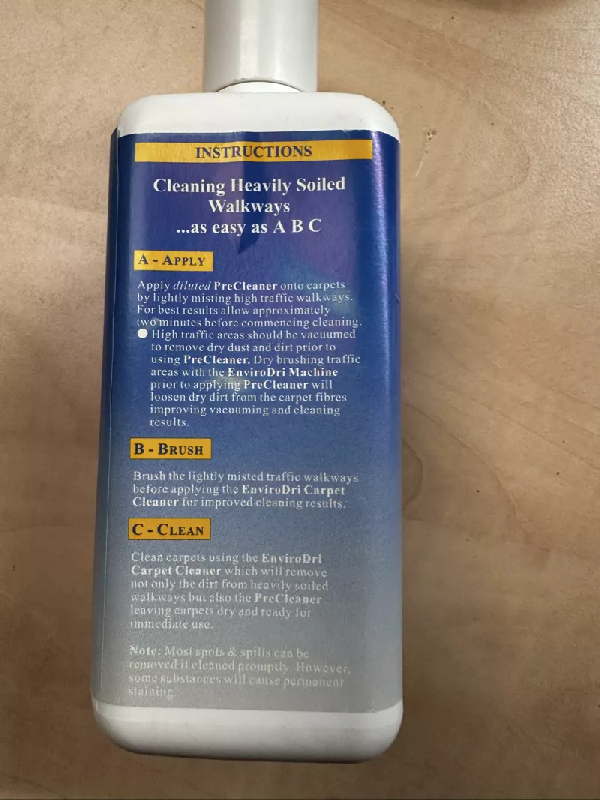 INSTRUCTIONS
Cleaning Heavily Soiled
Walkways
...as easy as A B C
A - APPLY
Apply diluted PreCleaner onto carpets
by lightly misting high traffic walkways.
For best results allow approximately
two minutes before commencing cleaning.
● High traffic areas should be vacuumed
to remove dry dust and dirt prior to
using PreCleaner. Dry brushing traffic
areas with the EnviroDri Machine
prior to applying PreCleaner will
loosen dry dirt from the carpet fibres
improving vacuuming and cleaning
results.
B - BRUSH
Brush the lightly misted traffic walkways
before applying the EnviroDri Carpet
Cleaner for improved cleaning results.
C - CLEAN
Clean carpets using the EnviroDri
Carpet Cleaner which will remove
not only the dirt from heavily soiled
walkways but also the PreCleaner
leaving carpets dry and ready for
immediate use.
Note: Most spots & spills can be
removed if cleaned promptly. However,
some substances will cause permanent
staining.